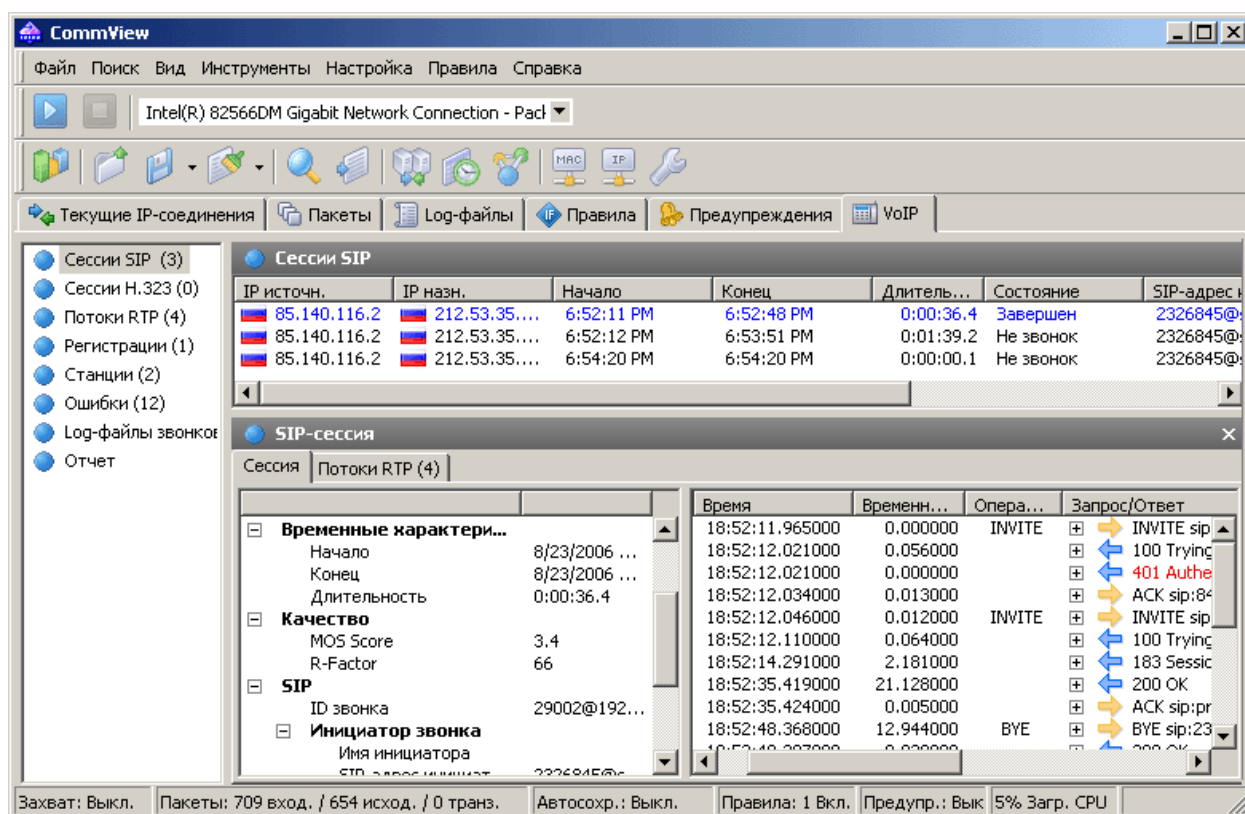 CommView
Файл Поиск Вид Инструменты Настройка Правила Справка
Intel(R) 82566DM Gigabit Network Connection - Pack
MAC IP
Текущие IP-соединения Пакеты Log-файлы IF Правила Предупреждения VoIP
Сессии SIP (3)
Сессии H.323 (0)
Потоки RTP (4)
Регистрации (1)
Станции (2)
Ошибки (12)
Log-файлы звонков
Отчет
Сессии SIP
IP источн. IP назн. Начало Конец Длитель... Состояние SIP-адрес
85.140.116.2 212.53.35.... 6:52:11 PM 6:52:48 PM 0:00:36.4 Завершен 2326845@
85.140.116.2 212.53.35.... 6:52:12 PM 6:53:51 PM 0:01:39.2 Не звонок 2326845@
85.140.116.2 212.53.35.... 6:54:20 PM 6:54:20 PM 0:00:00.1 Не звонок 2326845@
SIP-сессия
Сессия Потоки RTP (4)
Временные характери...
Начало 8/23/2006 ...
Конец 8/23/2006 ...
Длительность 0:00:36.4
Качество
MOS Score 3.4
R-Factor 66
SIP
ID звонка 29002@192...
Инициатор звонка
Имя инициатора
SIP-адрес инициат... 2326845@
Время Временн... Опера... Запрос/Ответ
18:52:11.965000 0.000000 INVITE INVITE sip
18:52:12.021000 0.056000 100 Trying
18:52:12.021000 0.000000 401 Authe
18:52:12.034000 0.013000 ACK sip:84
18:52:12.046000 0.012000 INVITE INVITE sip
18:52:12.110000 0.064000 100 Trying
18:52:14.291000 2.181000 183 Sessic
18:52:35.419000 21.128000 200 OK
18:52:35.424000 0.005000 ACK sip:pr
18:52:48.368000 12.944000 BYE BYE sip:23
200 OK
Захват: Выкл. Пакеты: 709 вход. / 654 исход. / 0 транз. Автосохр.: Выкл. Правила: 1 Вкл. Предупр.: Вык 5% Загр. CPU